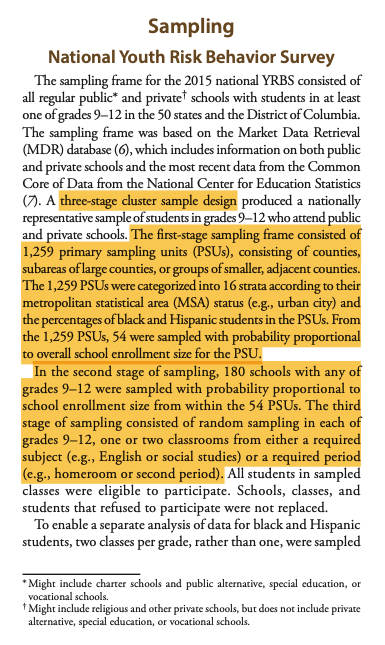 Sampling
National Youth Risk Behavior Survey
The sampling frame for the 2015 national YRBS consisted of
all regular public* and private† schools with students in at least
one of grades 9–12 in the 50 states and the District of Columbia.
The sampling frame was based on the Market Data Retrieval
(MDR) database (6), which includes information on both public
and private schools and the most recent data from the Common
Core of Data from the National Center for Education Statistics
(7). A three-stage cluster sample design produced a nationally
representative sample of students in grades 9–12 who attend public
and private schools. The first-stage sampling frame consisted of
1,259 primary sampling units (PSUs), consisting of counties,
subareas of large counties, or groups of smaller, adjacent counties.
The 1,259 PSUs were categorized into 16 strata according to their
metropolitan statistical area (MSA) status (e.g., urban city) and
the percentages of black and Hispanic students in the PSUs. From
the 1,259 PSUs, 54 were sampled with probability proportional
to overall school enrollment size for the PSU.
In the second stage of sampling, 180 schools with any of
grades 9–12 were sampled with probability proportional to
school enrollment size from within the 54 PSUs. The third
stage of sampling consisted of random sampling in each of
grades 9–12, one or two classrooms from either a required
subject (e.g., English or social studies) or a required period
(e.g., homeroom or second period). All students in sampled
classes were eligible to participate. Schools, classes, and
students that refused to participate were not replaced.
To enable a separate analysis of data for black and Hispanic
students, two classes per grade, rather than one, were sampled
* Might include charter schools and public alternative, special education, or
vocational schools.
† Might include religious and other private schools, but does not include private
alternative, special education, or vocational schools.